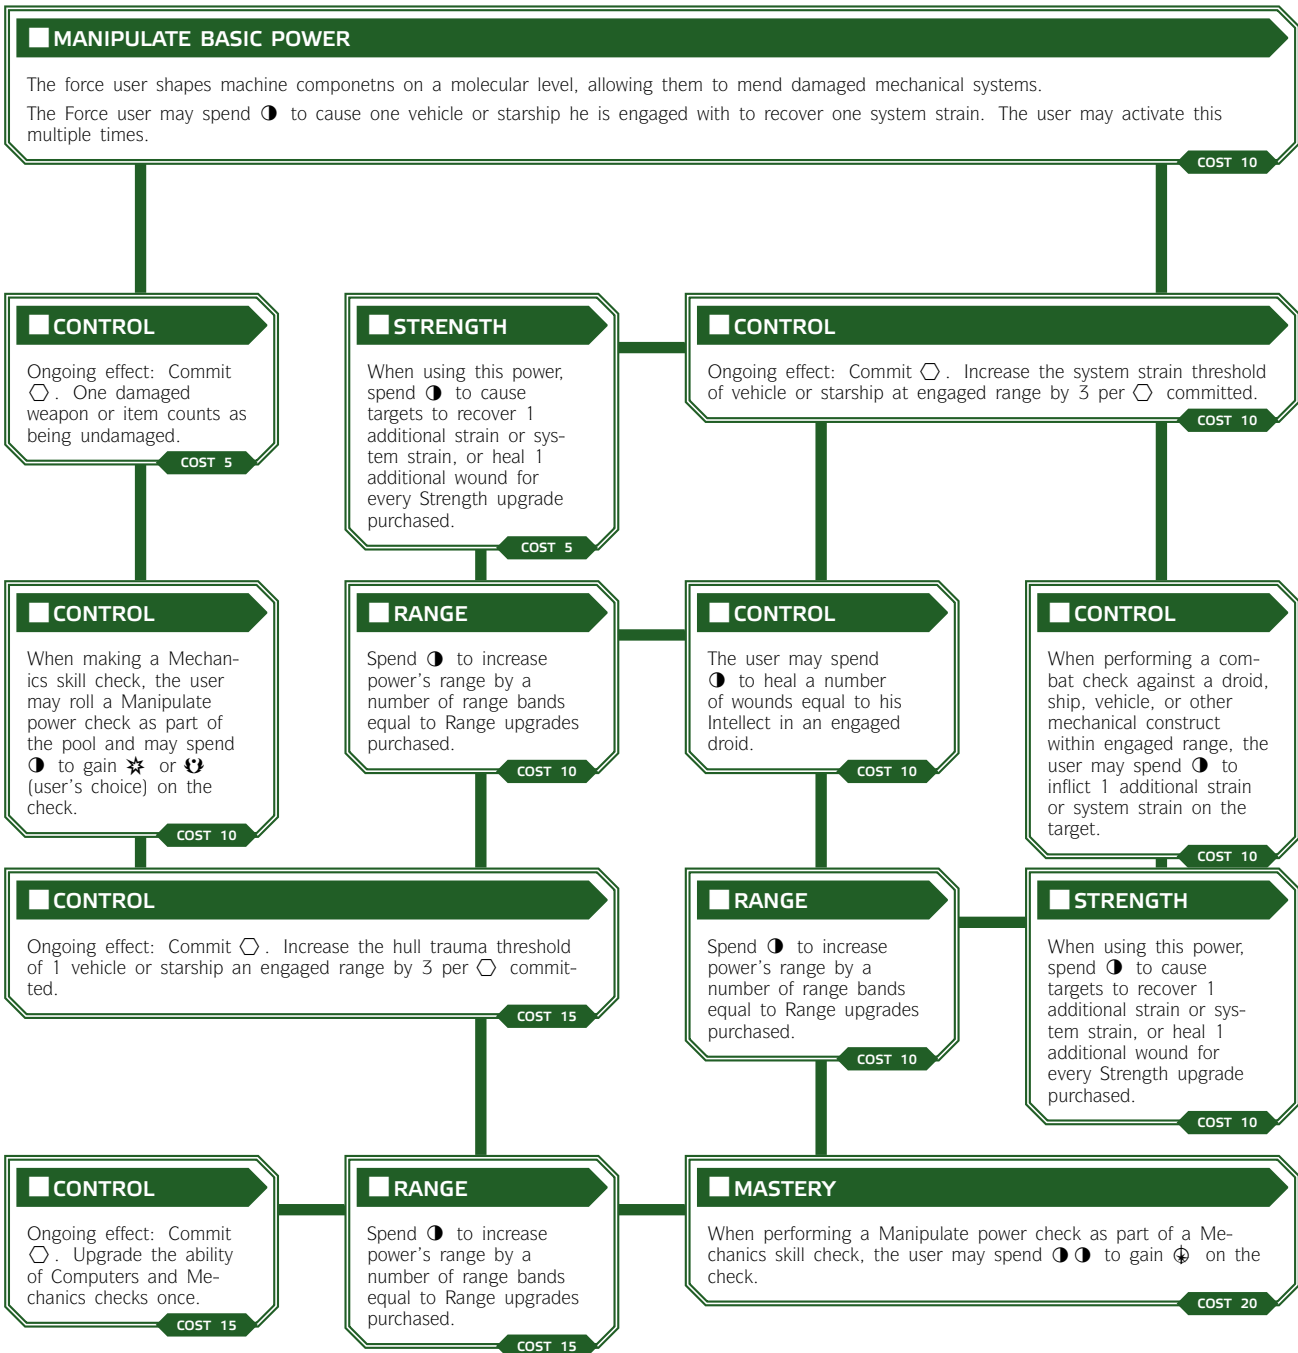 MANIPULATE BASIC POWER
The force user shapes machine componetns on a molecular level, allowing them to mend damaged mechanical systems.
The Force user may spend ◑ to cause one vehicle or starship he is engaged with to recover one system strain. The user may activate this
multiple times.
COST 10
CONTROL
Ongoing effect: Commit
⬡. One damaged
weapon or item counts as
being undamaged.
COST 5
STRENGTH
When using this power,
spend ◑ to cause
targets to recover 1
additional strain or sys-
tem strain, or heal 1
additional wound for
every Strength upgrade
purchased.
COST 5
CONTROL
Ongoing effect: Commit ⬡. Increase the system strain threshold
of vehicle or starship at engaged range by 3 per ⬡ committed.
COST 10
CONTROL
When making a Mechan-
ics skill check, the user
may roll a Manipulate
power check as part of
the pool and may spend
◑ to gain or
(user's choice) on the
check.
COST 10
RANGE
Spend ◑ to increase
power's range by a
number of range bands
equal to Range upgrades
purchased.
COST 10
CONTROL
The user may spend
◑ to heal a number
of wounds equal to his
Intellect in an engaged
droid.
COST 10
CONTROL
When performing a com-
bat check against a droid,
ship, vehicle, or other
mechanical construct
within engaged range, the
user may spend ◑ to
inflict 1 additional strain
or system strain on the
target.
COST 10
CONTROL
Ongoing effect: Commit ⬡. Increase the hull trauma threshold
of 1 vehicle or starship an engaged range by 3 per ⬡ commit-
ted.
COST 15
RANGE
Spend ◑ to increase
power's range by a
number of range bands
equal to Range upgrades
purchased.
COST 10
STRENGTH
When using this power,
spend ◑ to cause
targets to recover 1
additional strain or sys-
tem strain, or heal 1
additional wound for
every Strength upgrade
purchased.
COST 10
CONTROL
Ongoing effect: Commit
⬡. Upgrade the ability
of Computers and Me-
chanics checks once.
COST 15
RANGE
Spend ◑ to increase
power's range by a
number of range bands
equal to Range upgrades
purchased.
COST 15
MASTERY
When performing a Manipulate power check as part of a Me-
chanics skill check, the user may spend ◑◑ to gain on the
check.
COST 20